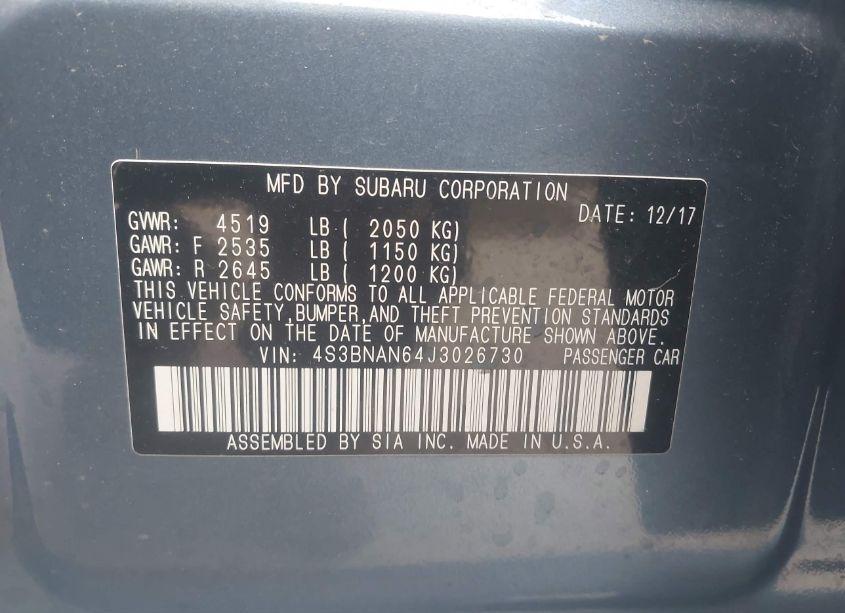 MFD BY SUBARU CORPORATION
DATE: 12/17
GVWR: 4519 LB ( 2050 KG)
GAWR: F 2535 LB ( 1150 KG)
GAWR: R 2645 LB ( 1200 KG)
THIS VEHICLE CONFORMS TO ALL APPLICABLE FEDERAL MOTOR
VEHICLE SAFETY,BUMPER,AND THEFT PREVENTION STANDARDS
IN EFFECT ON THE DATE OF MANUFACTURE SHOWN ABOVE.
VIN: 4S3BNAN64J3026730 PASSENGER CAR
ASSEMBLED BY SIA INC. MADE IN U.S.A.